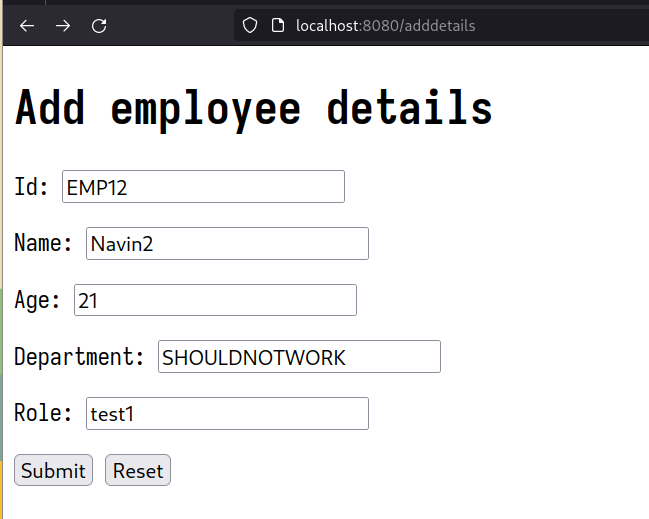 localhost:8080/adddetails
Add employee details
Id: EMP12
Name: Navin2
Age: 21
Department: SHOULDNOTWORK
Role: test1
Submit Reset